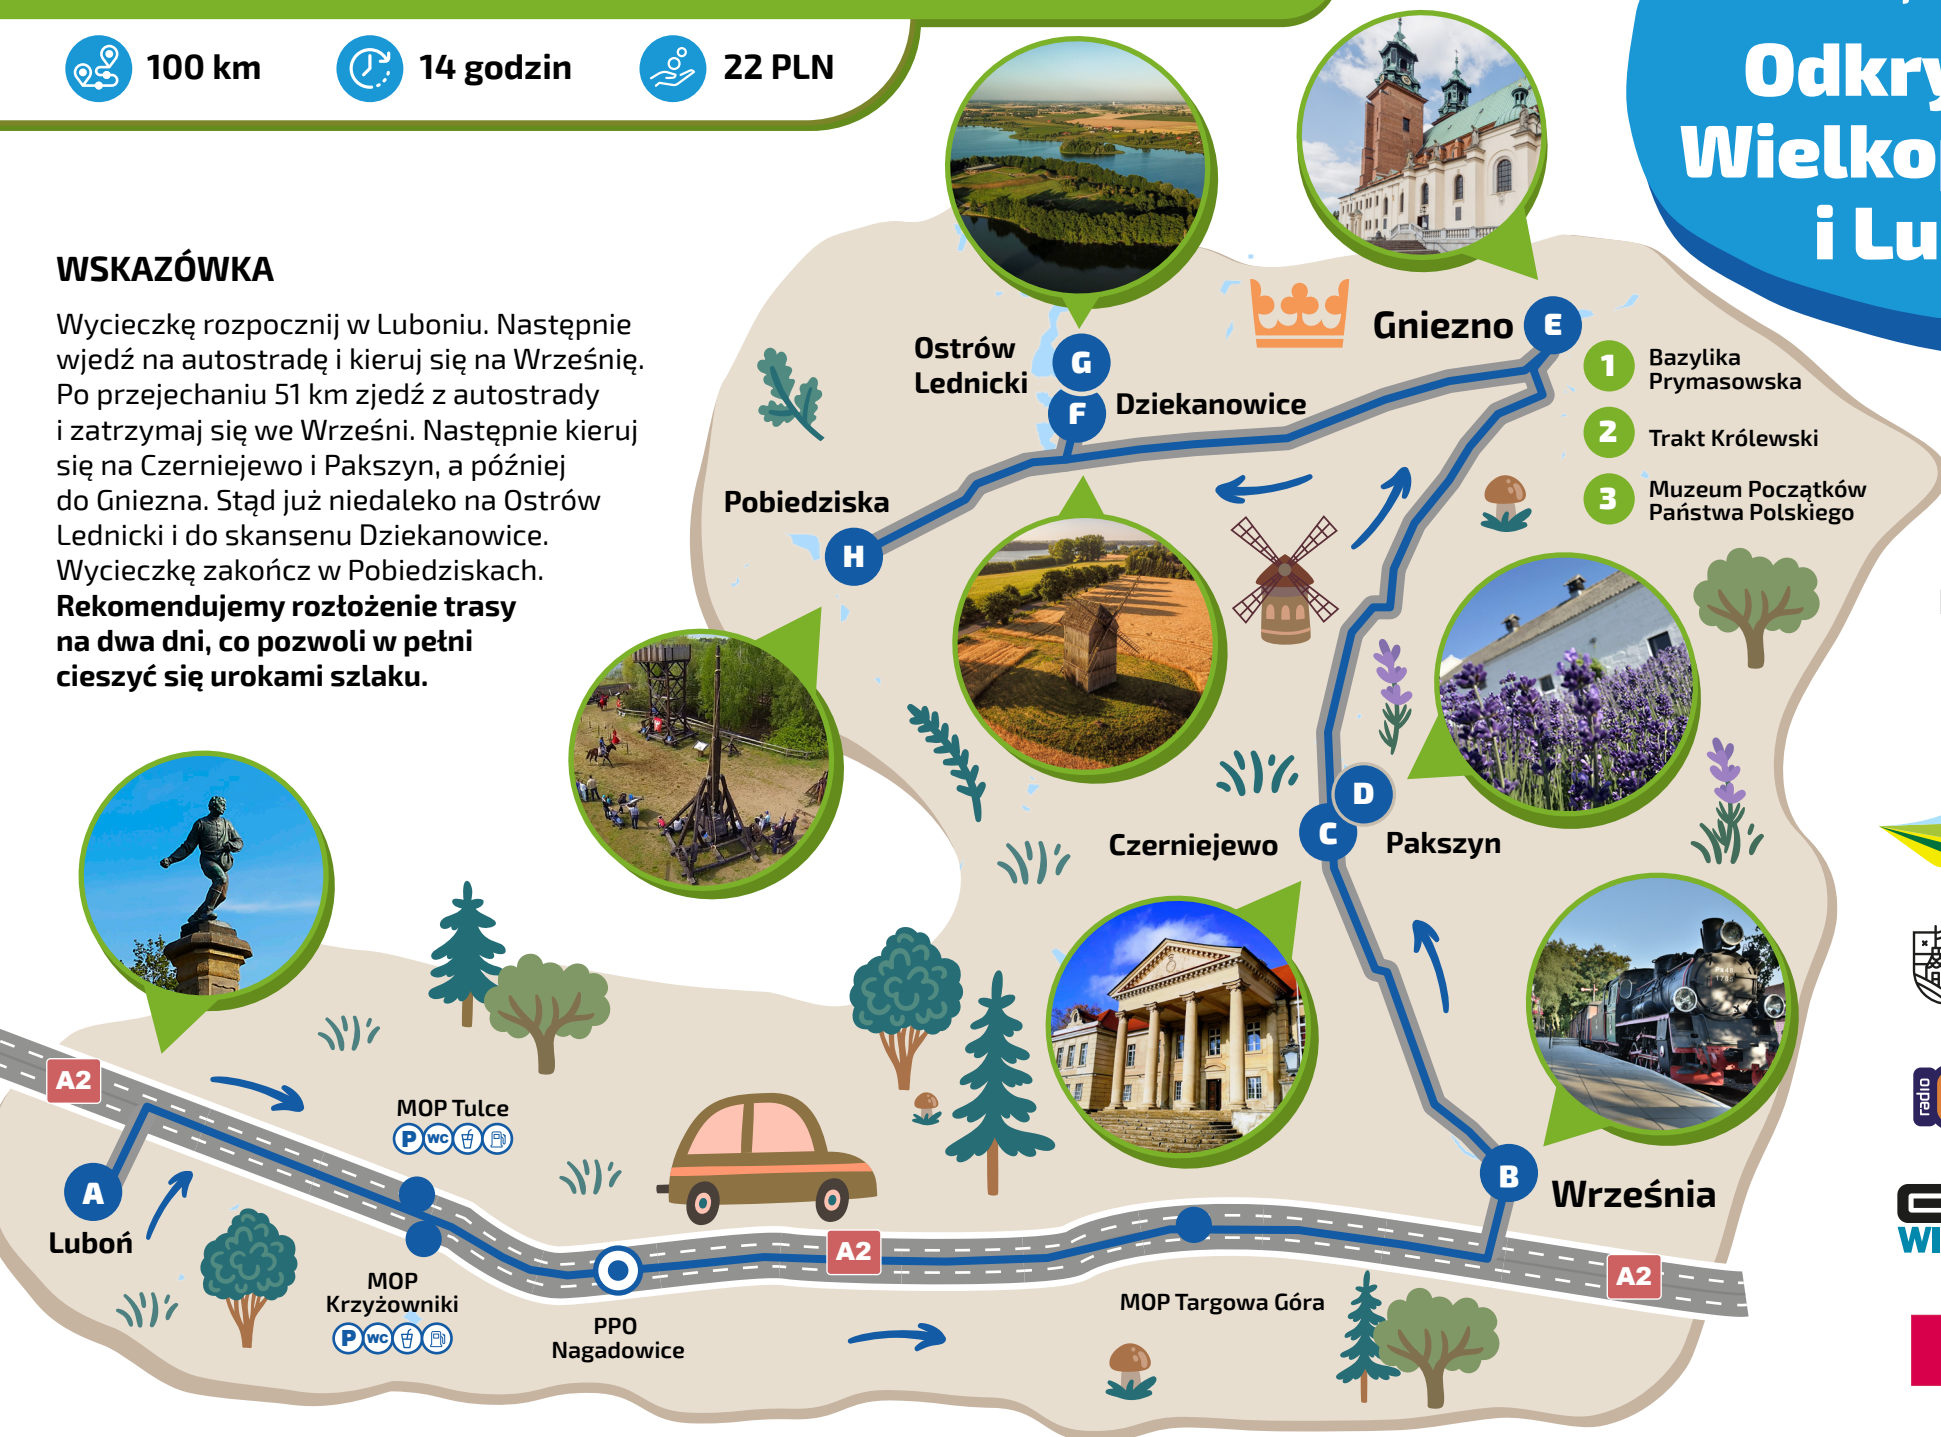 100 km
14 godzin
22 PLN
Odkry
Wielkop
i Lu
WSKAZÓWKA
Wycieczkę rozpocznij w Luboniu. Następnie
wjedź na autostradę i kieruj się na Wrześnię.
Po przejechaniu 51 km zjedź z autostrady
i zatrzymaj się we Wrześni. Następnie kieruj
się na Czerniejewo i Pakszyn, a później
do Gniezna. Stąd już niedaleko na Ostrów
Lednicki i do skansenu Dziekanowice.
Wycieczkę zakończ w Pobiedziskach.
Rekomendujemy rozłożenie trasy
na dwa dni, co pozwoli w pełni
cieszyć się urokami szlaku.
Ostrów
Lednicki
G
F
Dziekanowice
Gniezno
E
1
Bazylika
Prymasowska
2
Trakt Królewski
3
Muzeum Początków
Państwa Polskiego
Pobiedziska
H
D
C
Czerniejewo
Pakszyn
A2
MOP Tulce
P
WC
A
Luboń
B
Września
MOP
Krzyżowniki
P
WC
PPO
Nagadowice
A2
MOP Targowa Góra
A2
radio
WI